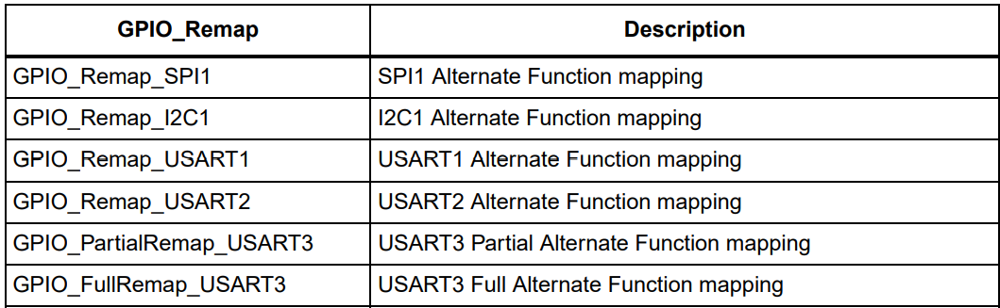 GPIO_Remap Description
GPIO_Remap_SPI1 SPI1 Alternate Function mapping
GPIO_Remap_I2C1 I2C1 Alternate Function mapping
GPIO_Remap_USART1 USART1 Alternate Function mapping
GPIO_Remap_USART2 USART2 Alternate Function mapping
GPIO_PartialRemap_USART3 USART3 Partial Alternate Function mapping
GPIO_FullRemap_USART3 USART3 Full Alternate Function mapping